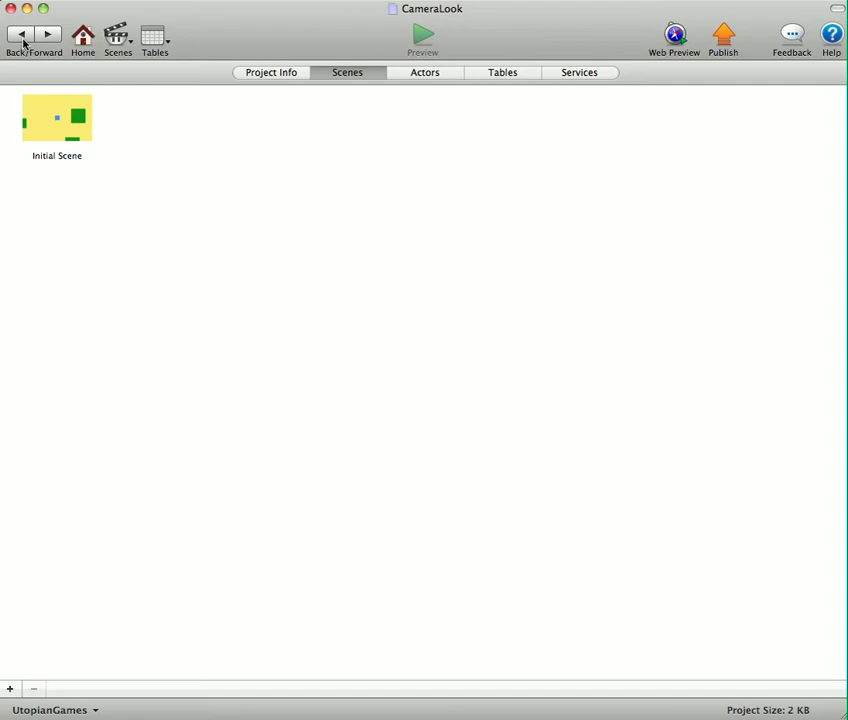 CameraLook
Back/Forward Home Scenes Tables Preview Web Preview Publish Feedback Help
Project Info Scenes Actors Tables Services
Initial Scene
+ −
UtopianGames Project Size: 2 KB